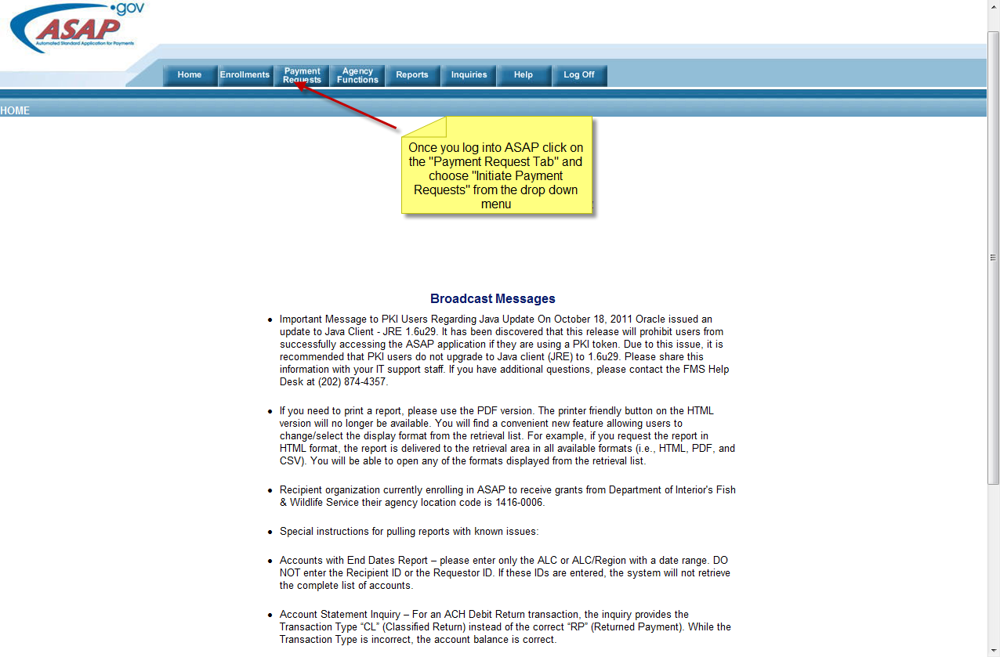 .gov
ASAP
Automated Standard Application for Payments
Home
Enrollments
Payment
Requests
Agency
Functions
Reports
Inquiries
Help
Log Off
HOME
Once you log into ASAP click on
the "Payment Request Tab" and
choose "Initiate Payment
Requests" from the drop down
menu
Broadcast Messages
• Important Message to PKI Users Regarding Java Update On October 18, 2011 Oracle issued an
update to Java Client - JRE 1.6u29. It has been discovered that this release will prohibit users from
successfully accessing the ASAP application if they are using a PKI token. Due to this issue, it is
recommended that PKI users do not upgrade to Java client (JRE) to 1.6u29. Please share this
information with your IT support staff. If you have additional questions, please contact the FMS Help
Desk at (202) 874-4357.
• If you need to print a report, please use the PDF version. The printer friendly button on the HTML
version will no longer be available. You will find a convenient new feature allowing users to
change/select the display format from the retrieval list. For example, if you request the report in
HTML format, the report is delivered to the retrieval area in all available formats (i.e., HTML, PDF, and
CSV). You will be able to open any of the formats displayed from the retrieval list.
• Recipient organization currently enrolling in ASAP to receive grants from Department of Interior's Fish
& Wildlife Service their agency location code is 1416-0006.
• Special instructions for pulling reports with known issues:
• Accounts with End Dates Report – please enter only the ALC or ALC/Region with a date range. DO
NOT enter the Recipient ID or the Requestor ID. If these IDs are entered, the system will not retrieve
the complete list of accounts.
• Account Statement Inquiry – For an ACH Debit Return transaction, the inquiry provides the
Transaction Type “CL” (Classified Return) instead of the correct “RP” (Returned Payment). While the
Transaction Type is incorrect, the account balance is correct.